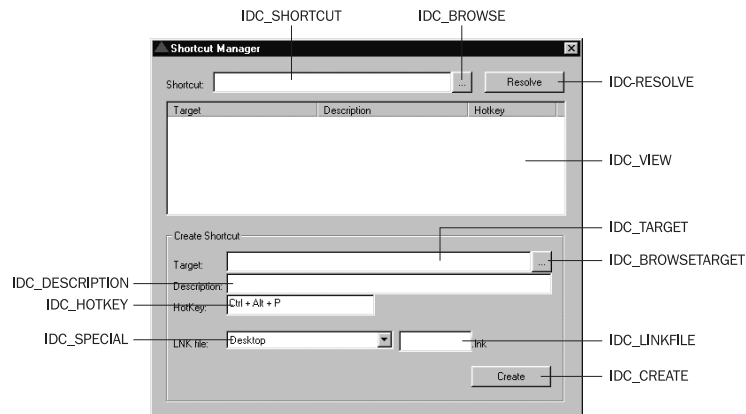 IDC_SHORTCUT IDC_BROWSE
Shortcut Manager
Shortcut: ... Resolve IDC-RESOLVE
Target Description Hotkey
IDC_VIEW
Create Shortcut IDC_TARGET
Target: ... IDC_BROWSETARGET
IDC_DESCRIPTION Description:
IDC_HOTKEY HotKey: Ctrl + Alt + P
IDC_SPECIAL LNK file: Desktop .lnk IDC_LINKFILE
Create IDC_CREATE